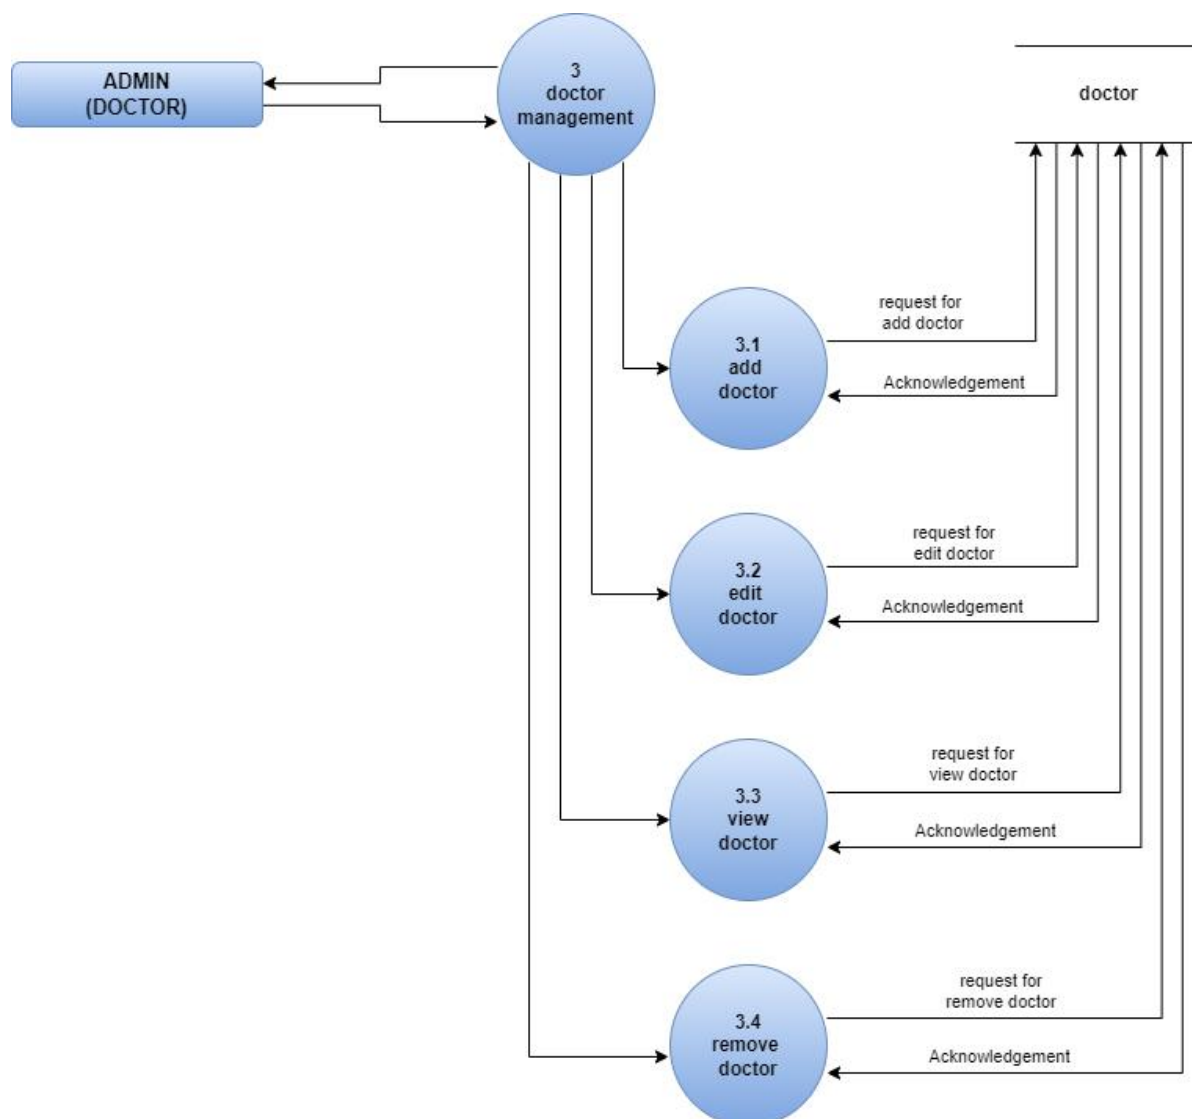 ADMIN
(DOCTOR)
3
doctor
management
doctor
request for
add doctor
3.1
add
doctor
Acknowledgement
request for
edit doctor
3.2
edit
doctor
Acknowledgement
request for
view doctor
3.3
view
doctor
Acknowledgement
request for
remove doctor
3.4
remove
doctor
Acknowledgement